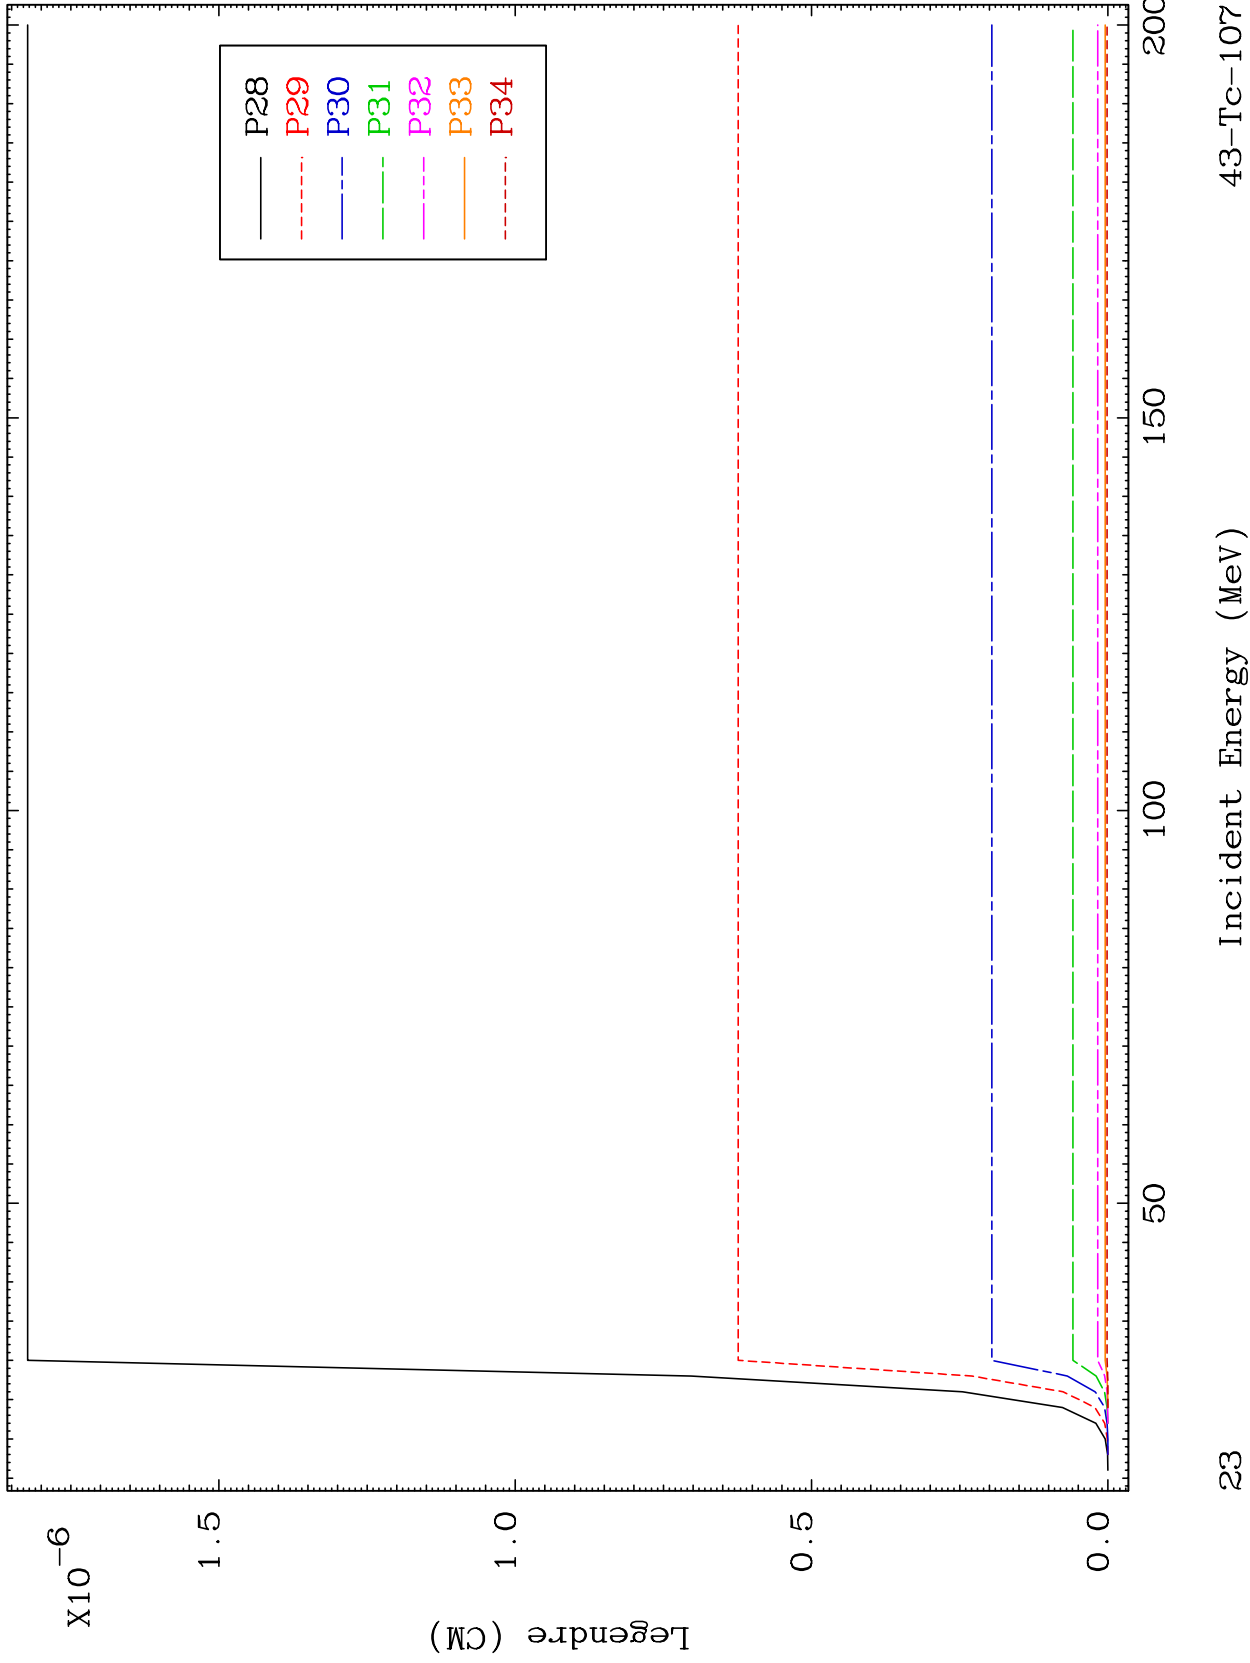 X10-6
1.5
1.0
0.5
0.0
Legendre (CM)
P28
P29
P30
P31
P32
P33
P34
50
100
150
200
Incident Energy (MeV)
23
43-Tc-107